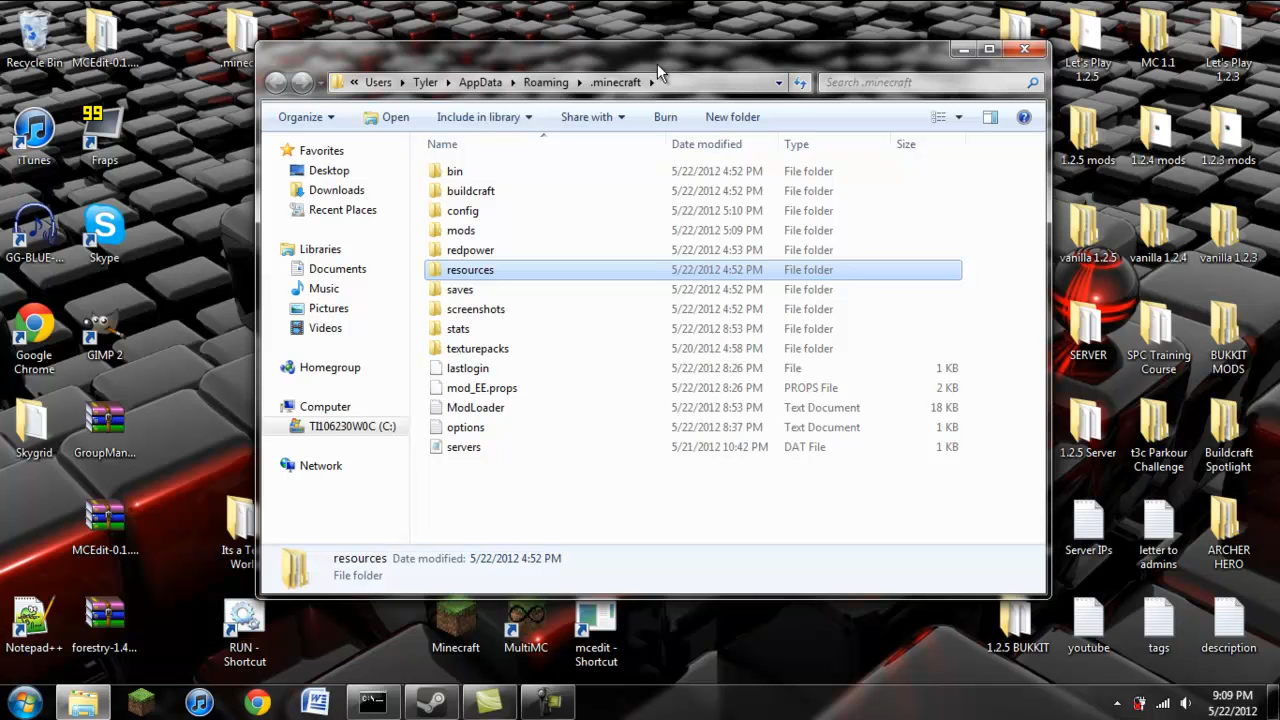 Recycle Bin
MCEdit-0.1....
Let's Play 1.2.5
MC 1.1
Let's Play 1.2.3
« Users Tyler AppData Roaming .minecraft
Search .minecraft
Organize
Open
Include in library
Share with
Burn
New folder
Name
Date modified
Type
Size
Favorites
Desktop
Downloads
Recent Places
Libraries
Documents
Music
Pictures
Videos
Homegroup
Computer
TI106230W0C (C:)
Network
bin 5/22/2012 4:52 PM File folder
buildcraft 5/22/2012 4:52 PM File folder
config 5/22/2012 5:10 PM File folder
mods 5/22/2012 5:09 PM File folder
redpower 5/22/2012 4:53 PM File folder
resources 5/22/2012 4:52 PM File folder
saves 5/22/2012 4:52 PM File folder
screenshots 5/22/2012 4:52 PM File folder
stats 5/22/2012 8:53 PM File folder
texturepacks 5/20/2012 4:58 PM File folder
lastlogin 5/22/2012 8:26 PM File 1 KB
mod_EE.props 5/22/2012 8:26 PM PROPS File 2 KB
ModLoader 5/22/2012 8:53 PM Text Document 18 KB
options 5/22/2012 8:37 PM Text Document 1 KB
servers 5/21/2012 10:42 PM DAT File 1 KB
resources Date modified: 5/22/2012 4:52 PM
File folder
99
iTunes
Fraps
1.2.5 mods
1.2.4 mods
1.2.3 mods
GG-BLUE-...
Skype
vanilla 1.2.5
vanilla 1.2.4
vanilla 1.2.3
Google
Chrome
GIMP 2
SERVER
SPC Training
Course
BUKKIT
MODS
Skygrid
GroupMan...
1.2.5 Server
t3c Parkour
Challenge
Buildcraft
Spotlight
MCEdit-0.1....
Server IPs
letter to
admins
ARCHER
HERO
Notepad++
forestry-1.4...
RUN -
Shortcut
Minecraft
MultiMC
mcedit -
Shortcut
1.2.5 BUKKIT
youtube
tags
description
9:09 PM
5/22/2012